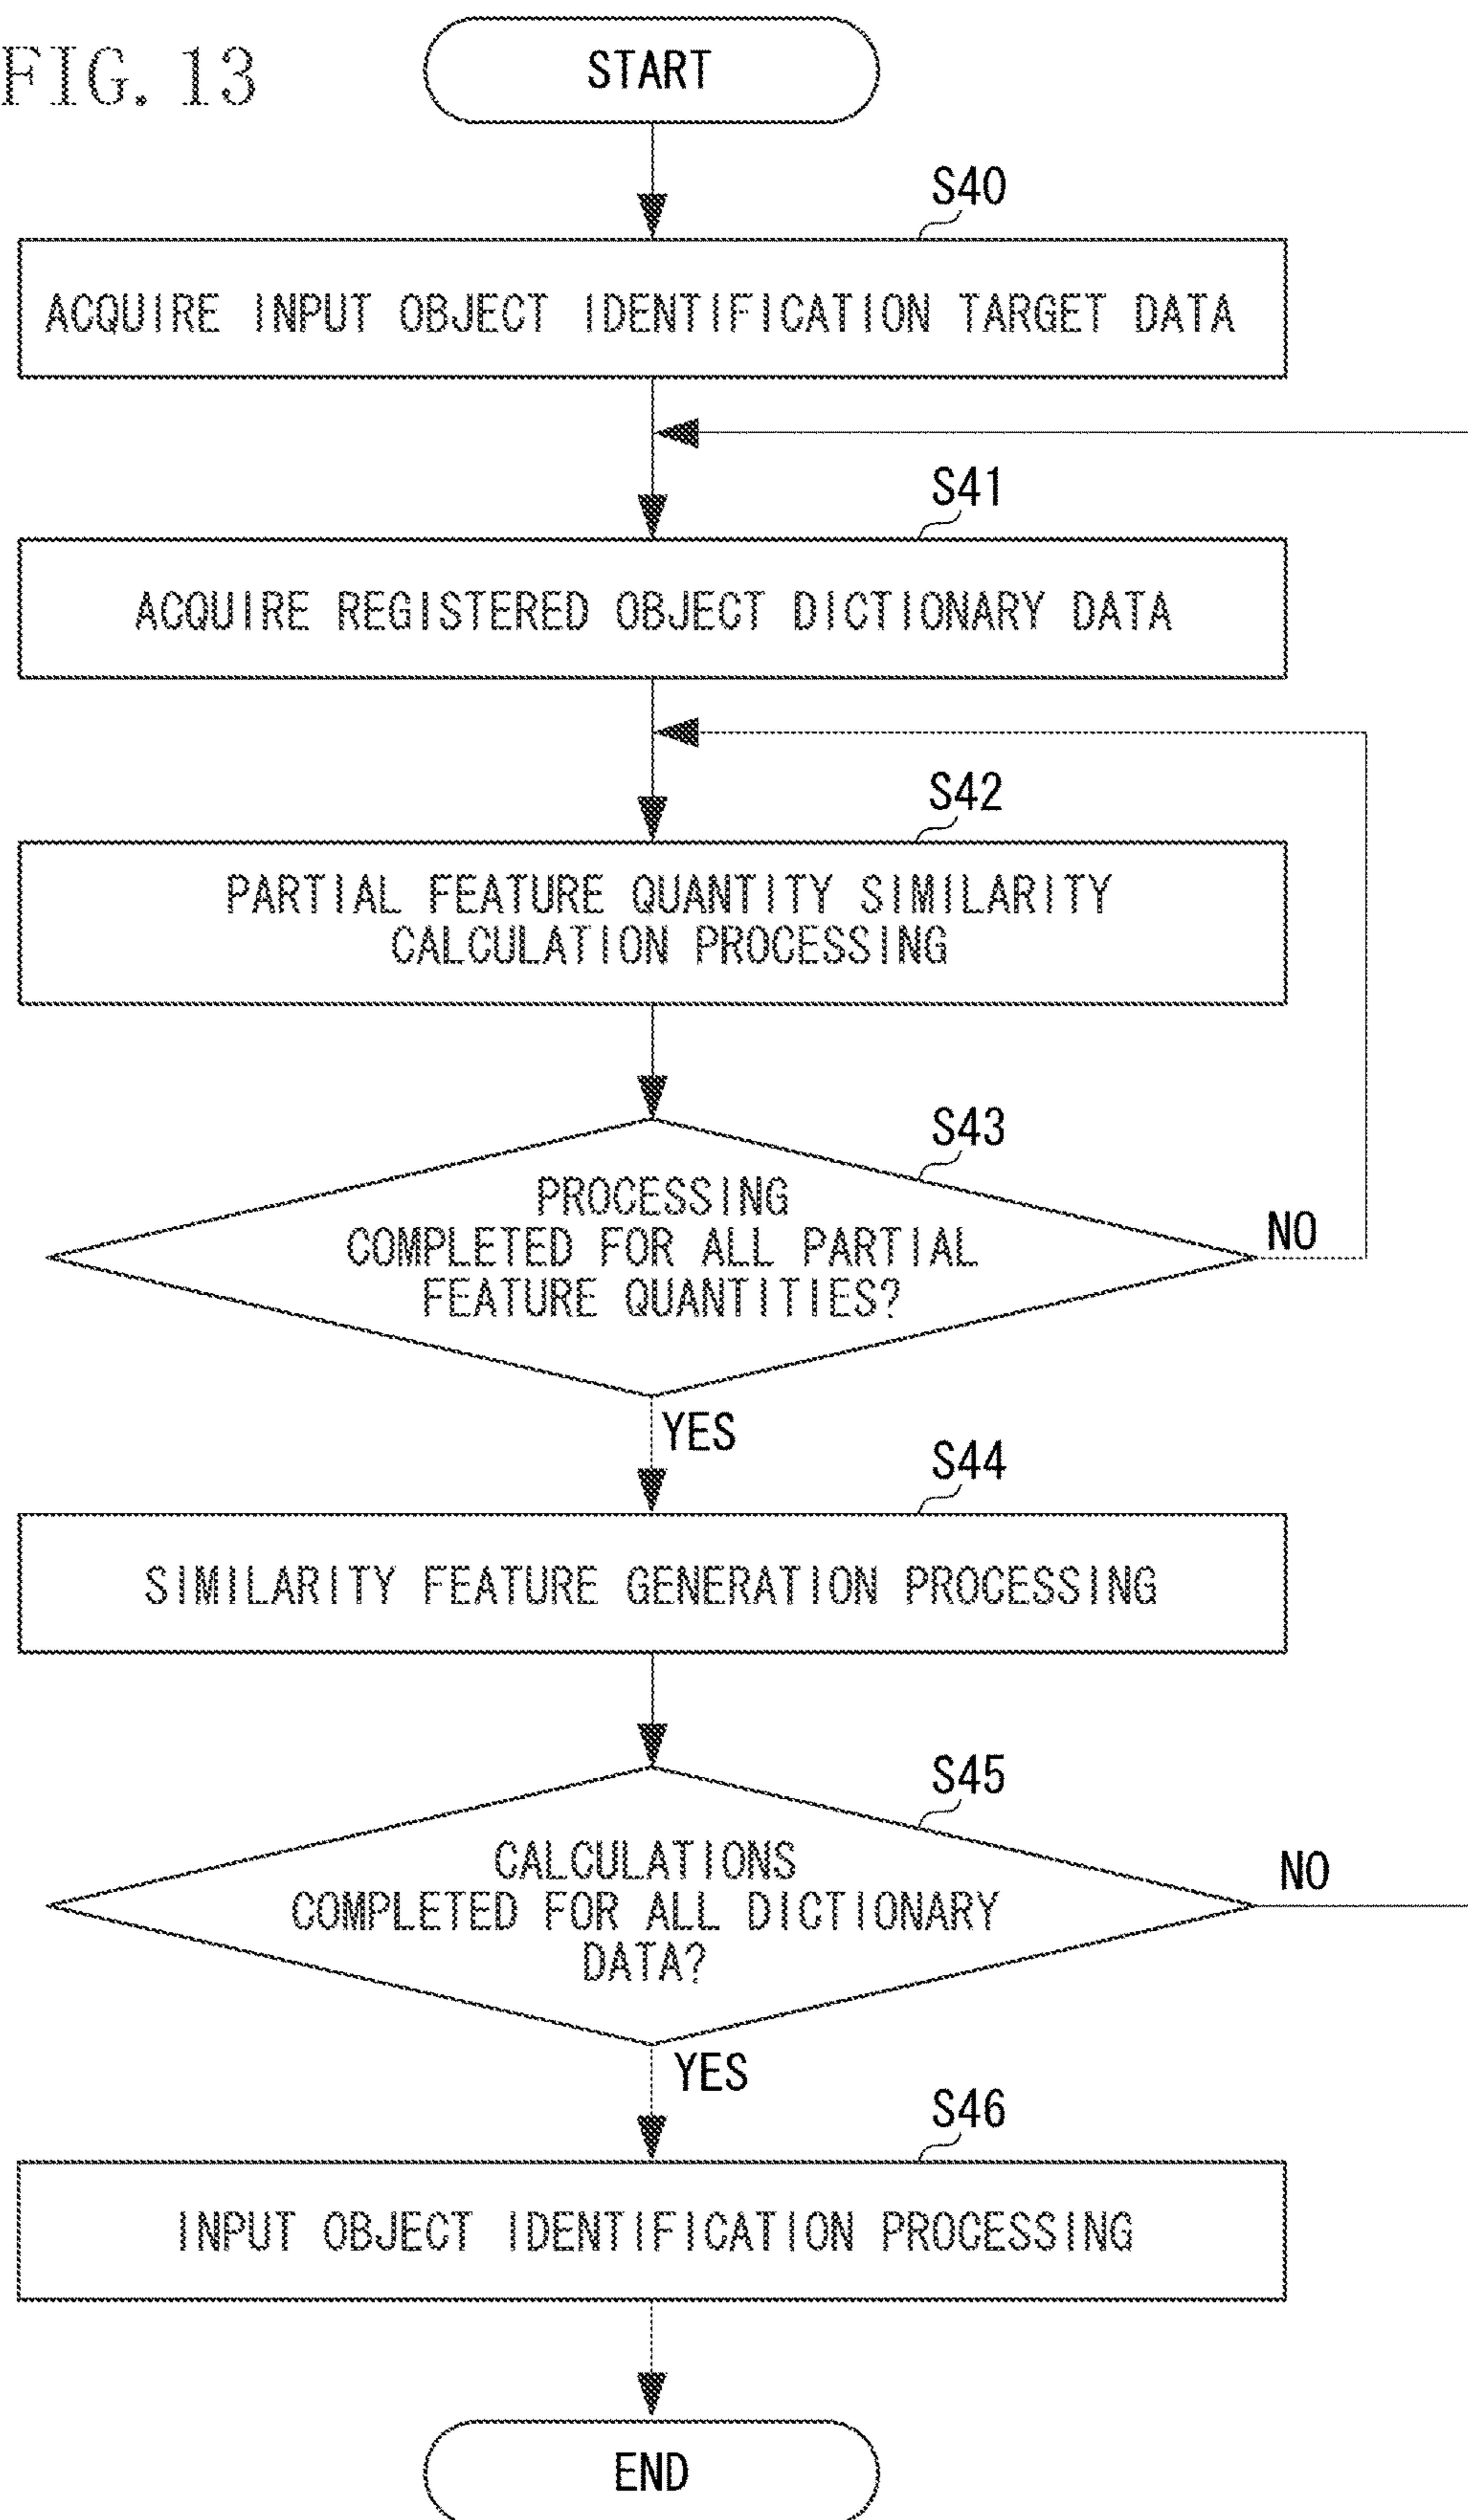 FIG. 13
START
S40
ACQUIRE INPUT OBJECT IDENTIFICATION TARGET DATA
S41
ACQUIRE REGISTERED OBJECT DICTIONARY DATA
S42
PARTIAL FEATURE QUANTITY SIMILARITY
CALCULATION PROCESSING
S43
PROCESSING
COMPLETED FOR ALL PARTIAL
FEATURE QUANTITIES?
NO
YES
S44
SIMILARITY FEATURE GENERATION PROCESSING
S45
CALCULATIONS
COMPLETED FOR ALL DICTIONARY
DATA?
NO
YES
S46
INPUT OBJECT IDENTIFICATION PROCESSING
END